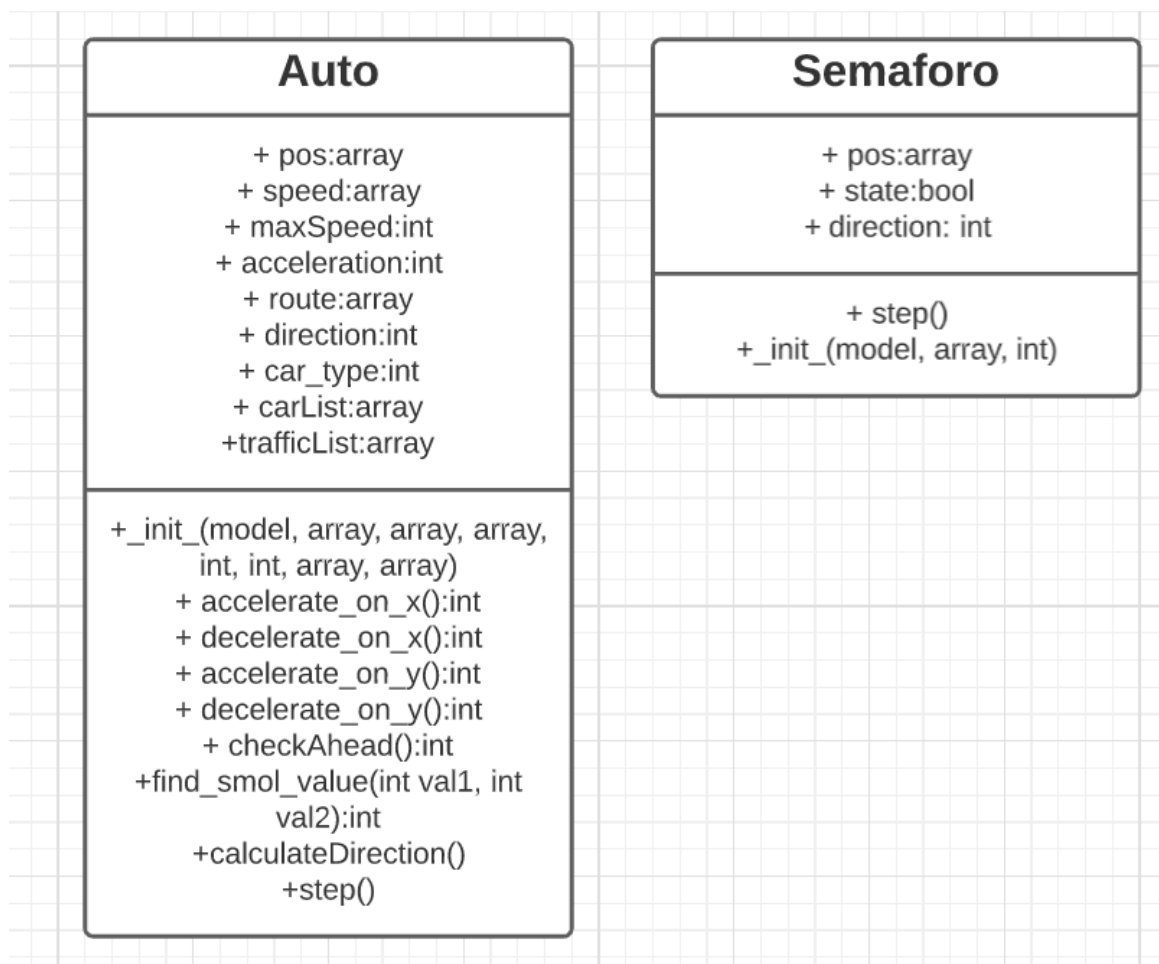 Auto
+ pos:array
+ speed:array
+ maxSpeed:int
+ acceleration:int
+ route:array
+ direction:int
+ car_type:int
+ carList:array
+trafficList:array
+_init_(model, array, array, array,
int, int, array, array)
+ accelerate_on_x():int
+ decelerate_on_x():int
+ accelerate_on_y():int
+ decelerate_on_y():int
+ checkAhead():int
+find_smol_value(int val1, int
val2):int
+calculateDirection()
+step()
Semaforo
+ pos:array
+ state:bool
+ direction: int
+ step()
+_init_(model, array, int)